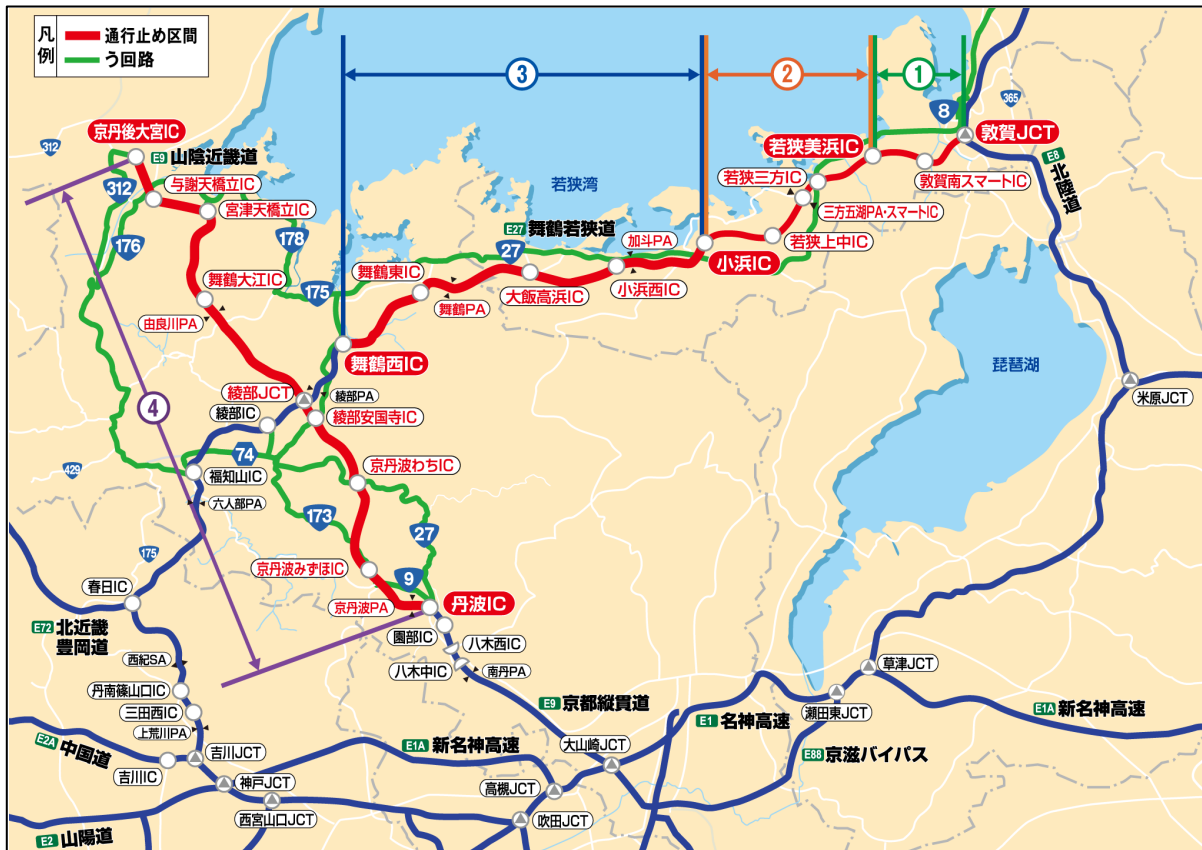 凡例
通行止め区間
う回路
③
②
①
8
365
敦賀JCT
京丹後大宮IC
312
E9 山陰近畿道
312
与謝天橋立IC
宮津天橋立IC
176
178
若狭湾
若狭美浜IC
若狭三方IC
敦賀南スマートIC
三方五湖PA・スマートIC
E8 北陸道
E27 舞鶴若狭道
27
加斗PA
若狭上中IC
小浜IC
舞鶴東IC
175
舞鶴大江IC
大飯高浜IC
小浜西IC
舞鶴PA
由良川PA
舞鶴西IC
琵琶湖
米原JCT
綾部JCT
綾部PA
④
綾部IC
綾部安国寺IC
74
429
福知山IC
京丹波わちIC
六人部PA
173
27
175
京丹波みずほIC
9
春日IC
京丹波PA
丹波IC
E72 北近畿
豊岡道
園部IC
八木西IC
西紀SA
八木中IC
南丹PA
草津JCT
丹南篠山口IC
三田西IC
E9 京都縦貫道
E1 名神高速
瀬田東JCT
E1A 新名神高速
上荒川PA
E2A 中国道
吉川JCT
E1A 新名神高速
大山崎JCT
E88 京滋バイパス
吉川IC
神戸JCT
高槻JCT
西宮山口JCT
吹田JCT
E2 山陽道